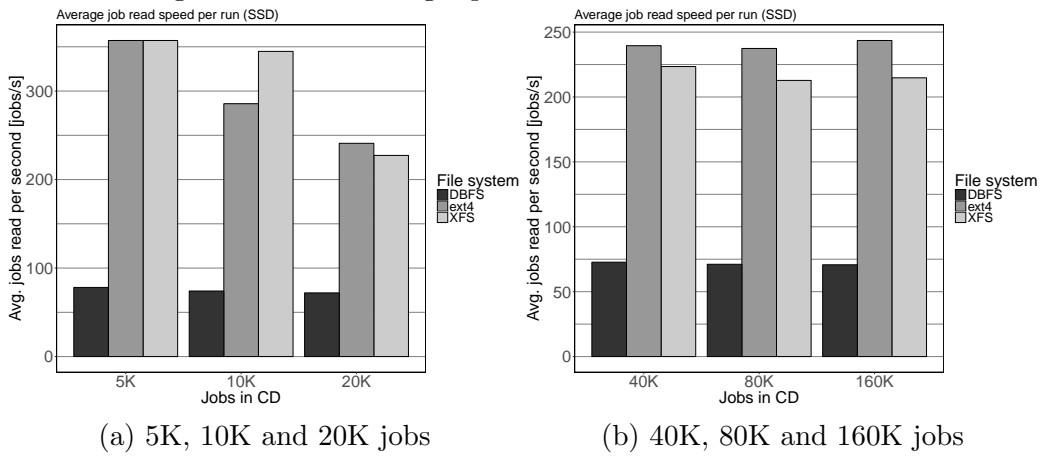 Average job read speed per run (SSD)
Avg. jobs read per second [jobs/s]
300
200
100
0
5K
10K
20K
Jobs in CD
File system
DBFS
ext4
XFS
(a) 5K, 10K and 20K jobs
Average job read speed per run (SSD)
Avg. jobs read per second [jobs/s]
250
200
150
100
50
0
40K
80K
160K
Jobs in CD
File system
DBFS
ext4
XFS
(b) 40K, 80K and 160K jobs